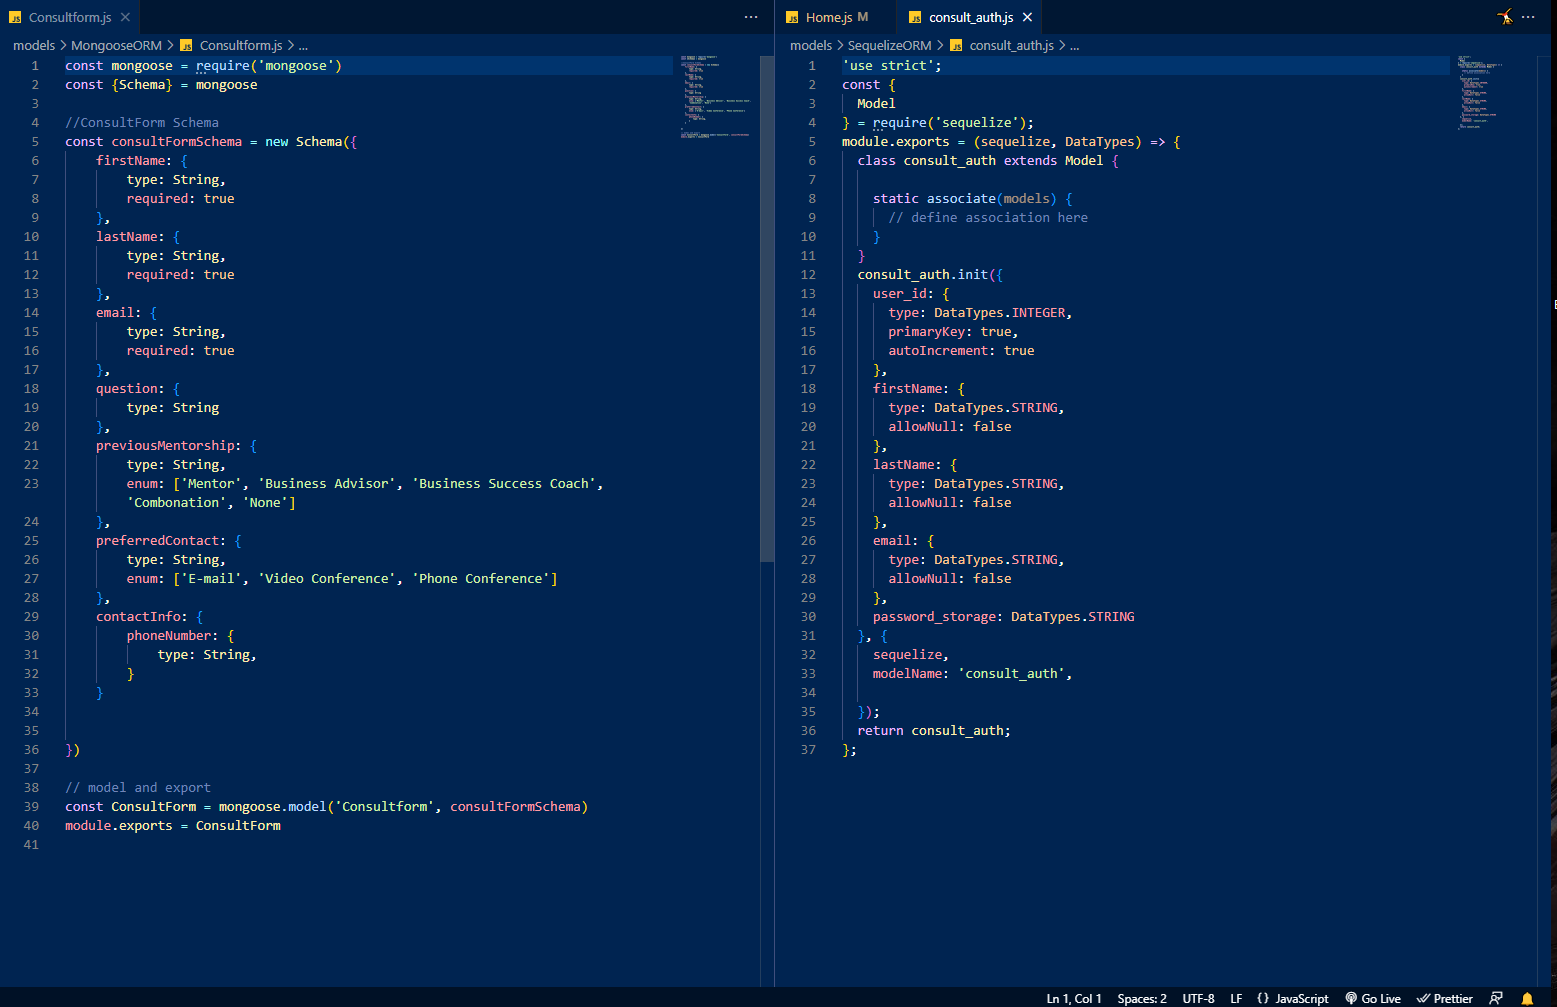 Consultform.js
models > MongooseORM > Consultform.js > ...
1 const mongoose = require('mongoose')
2 const {Schema} = mongoose
3
4 //ConsultForm Schema
5 const consultFormSchema = new Schema({
6 firstName: {
7 type: String,
8 required: true
9 },
10 lastName: {
11 type: String,
12 required: true
13 },
14 email: {
15 type: String,
16 required: true
17 },
18 question: {
19 type: String
20 },
21 previousMentorship: {
22 type: String,
23 enum: ['Mentor', 'Business Advisor', 'Business Success Coach',
'Combonation', 'None']
24 },
25 preferredContact: {
26 type: String,
27 enum: ['E-mail', 'Video Conference', 'Phone Conference']
28 },
29 contactInfo: {
30 phoneNumber: {
31 type: String,
32 }
33 }
34
35
36 })
37
38 // model and export
39 const ConsultForm = mongoose.model('Consultform', consultFormSchema)
40 module.exports = ConsultForm
41
Home.js M
consult_auth.js
models > SequelizeORM > consult_auth.js > ...
1 'use strict';
2 const {
3 Model
4 } = require('sequelize');
5 module.exports = (sequelize, DataTypes) => {
6 class consult_auth extends Model {
7
8 static associate(models) {
9 // define association here
10 }
11 }
12 consult_auth.init({
13 user_id: {
14 type: DataTypes.INTEGER,
15 primaryKey: true,
16 autoIncrement: true
17 },
18 firstName: {
19 type: DataTypes.STRING,
20 allowNull: false
21 },
22 lastName: {
23 type: DataTypes.STRING,
24 allowNull: false
25 },
26 email: {
27 type: DataTypes.STRING,
28 allowNull: false
29 },
30 password_storage: DataTypes.STRING
31 }, {
32 sequelize,
33 modelName: 'consult_auth',
34
35 });
36 return consult_auth;
37 };
Ln 1, Col 1 Spaces: 2 UTF-8 LF {} JavaScript Go Live Prettier